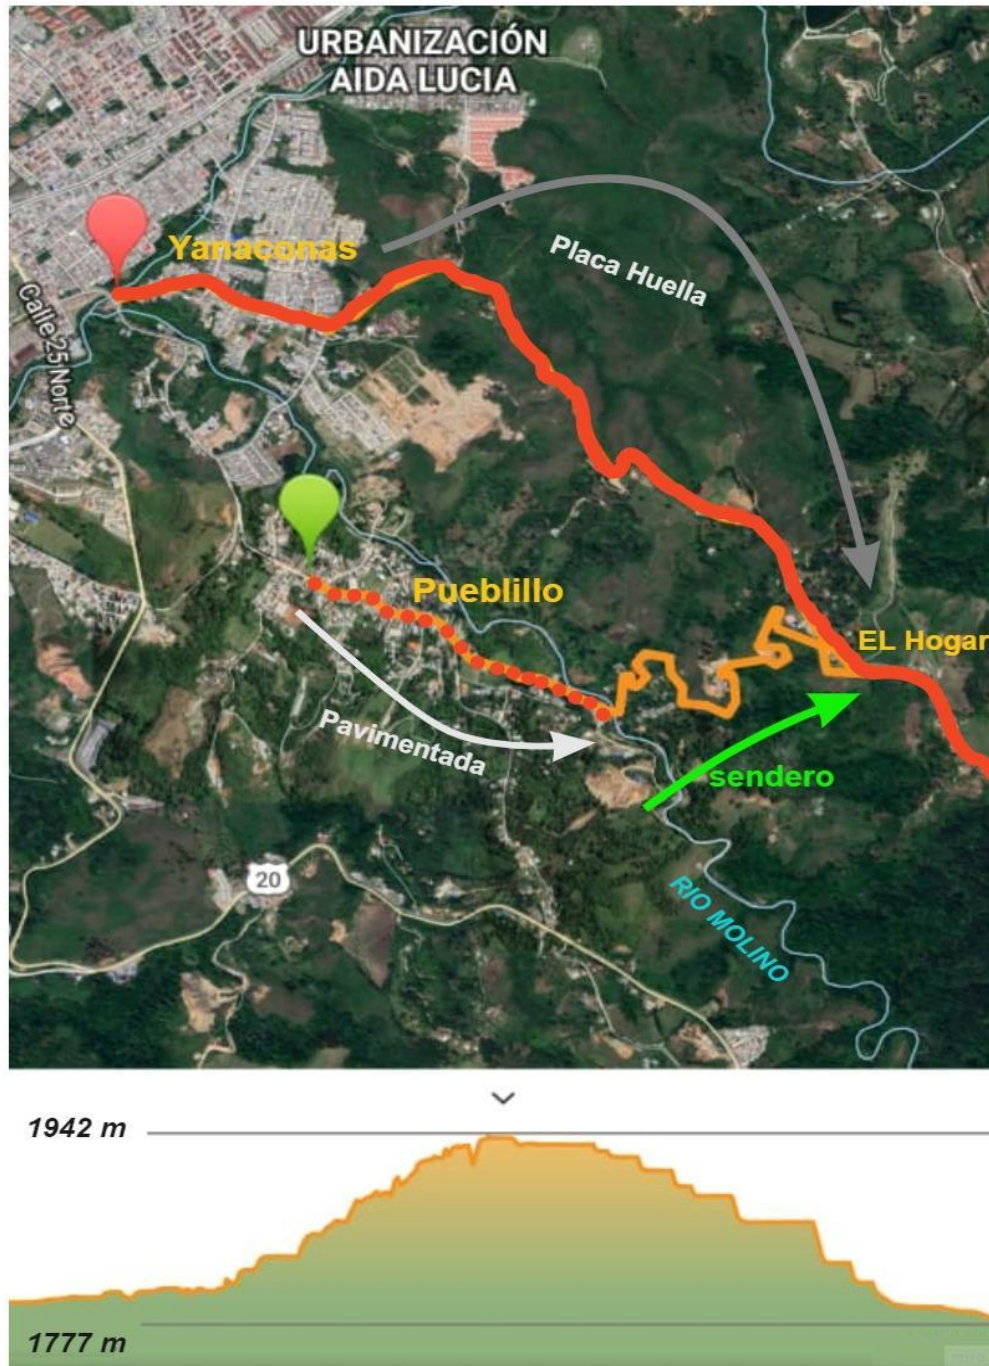 URBANIZACIÓN
AIDA LUCIA
Yanaconas
Placa Huella
Calle 25 Norte
Pueblillo
EL Hogar
Pavimentada
sendero
20
RIO MOLINO
1942 m
1777 m